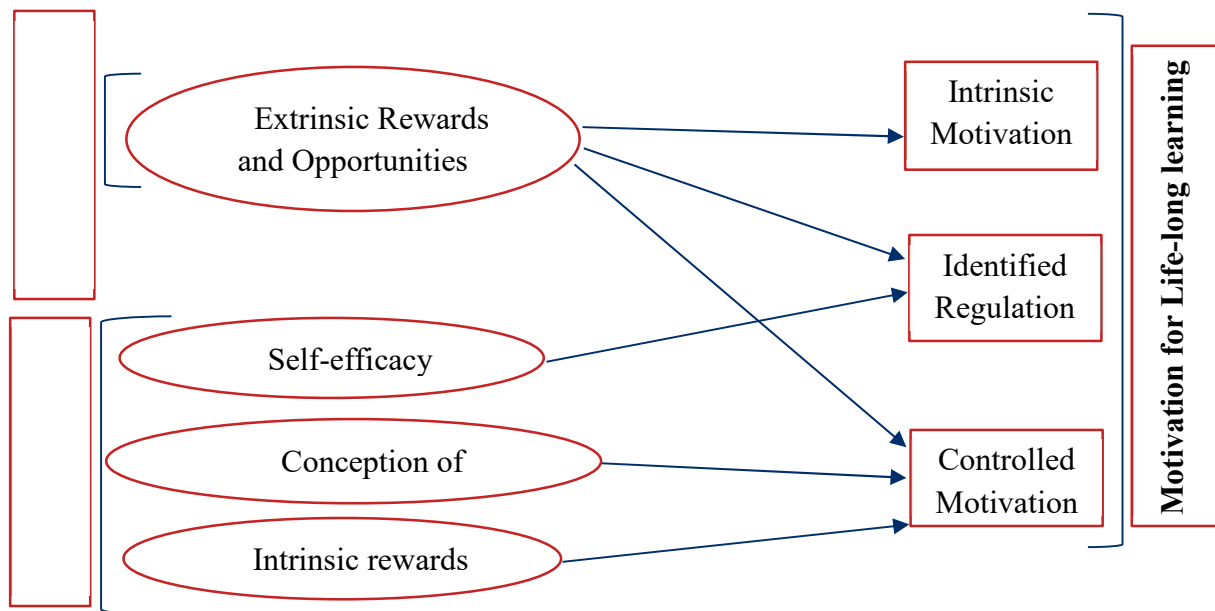 Extrinsic Rewards
and Opportunities
Self-efficacy
Conception of
Intrinsic rewards
Intrinsic
Motivation
Identified
Regulation
Controlled
Motivation
Motivation for Life-long learning